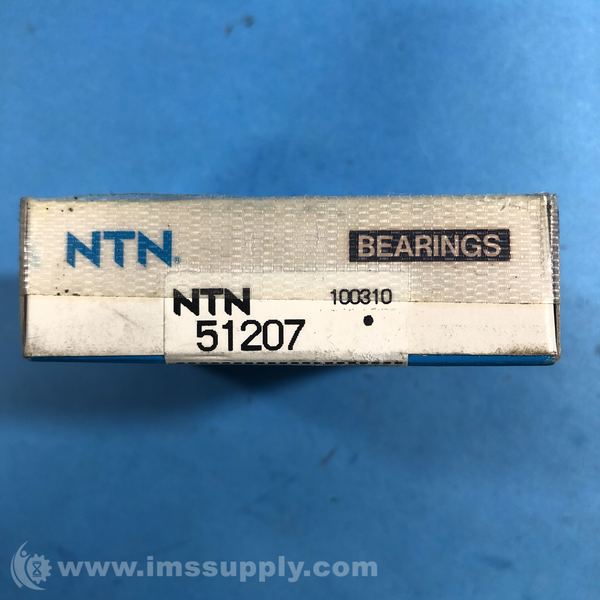 NTN®
BEARINGS
NTN
100310
51207
www.imssupply.com